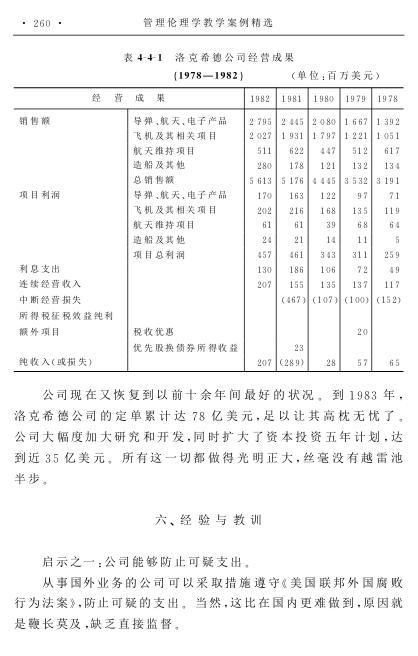 · 260 · 管理伦理学教学案例精选
表 4-4-1 洛克希德公司经营成果
(1978—1982) (单位:百万美元)
经 营 成 果 1982 1981 1980 1979 1978
销售额 导弹、航天、电子产品 2 795 2 445 2 080 1 667 1 392
飞机及其相关项目 2 027 1 931 1 797 1 221 1 051
航天维持项目 511 622 447 512 617
造船及其他 280 178 121 132 134
总销售额 5 613 5 176 4 445 3 532 3 191
项目利润 导弹、航天、电子产品 170 163 122 97 71
飞机及其相关项目 202 216 168 135 119
航天维持项目 61 61 39 68 64
造船及其他 24 21 14 11 5
项目总利润 457 461 343 311 259
利息支出 130 186 106 72 49
连续经营收入 207 155 135 137 117
中断经营损失 (467) (107) (100) (152)
所得税征税效益纯利
额外项目 税收优惠 20
优先股换债券所得收益 23
纯收入(或损失) 207 (289) 28 57 65
公司现在又恢复到以前十余年间最好的状况。到 1983 年,
洛克希德公司的定单累计达 78 亿美元,足以让其高枕无忧了。
公司大幅度加大研究和开发,同时扩大了资本投资五年计划,达
到近 35 亿美元。所有这一切都做得光明正大,丝毫没有越雷池
半步。
六、经验与教训
启示之一:公司能够防止可疑支出。
从事国外业务的公司可以采取措施遵守《美国联邦外国腐败
行为法案》,防止可疑的支出。当然,这比在国内更难做到,原因就
是鞭长莫及,缺乏直接监督。